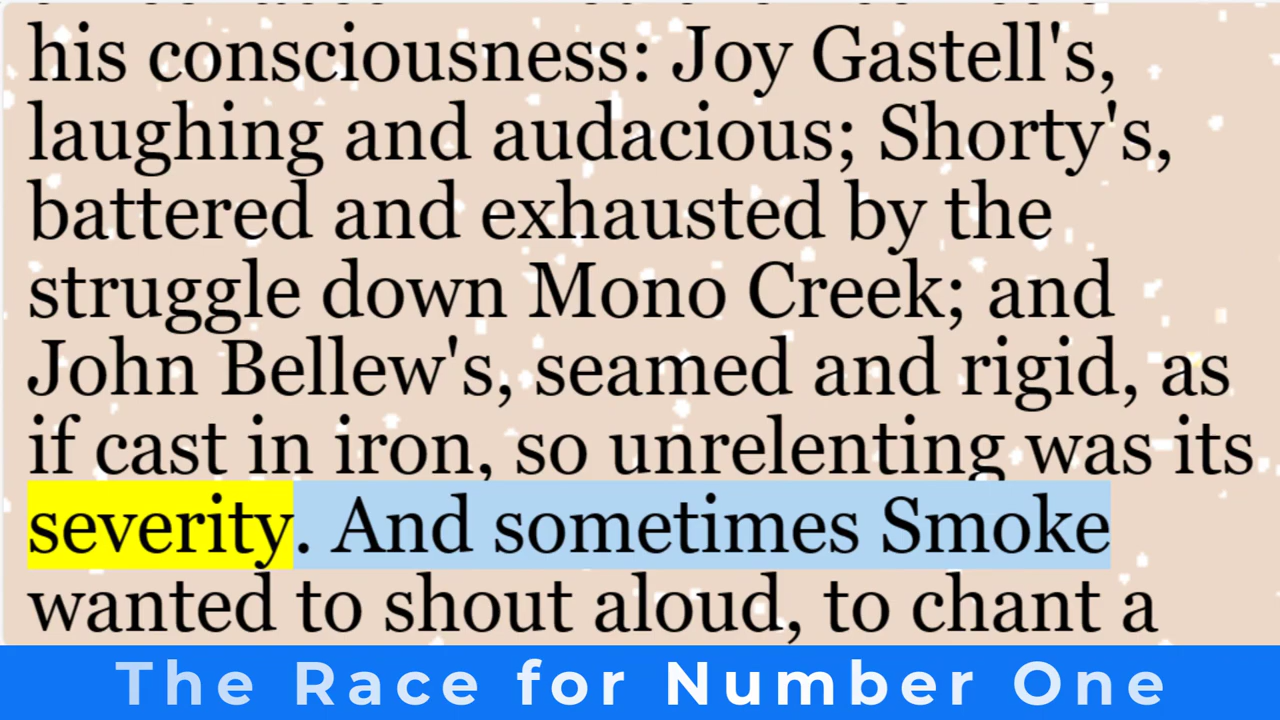 his consciousness: Joy Gastell's,
laughing and audacious; Shorty's,
battered and exhausted by the
struggle down Mono Creek; and
John Bellew's, seamed and rigid, as
if cast in iron, so unrelenting was its
severity. And sometimes Smoke
wanted to shout aloud, to chant a
The Race for Number One